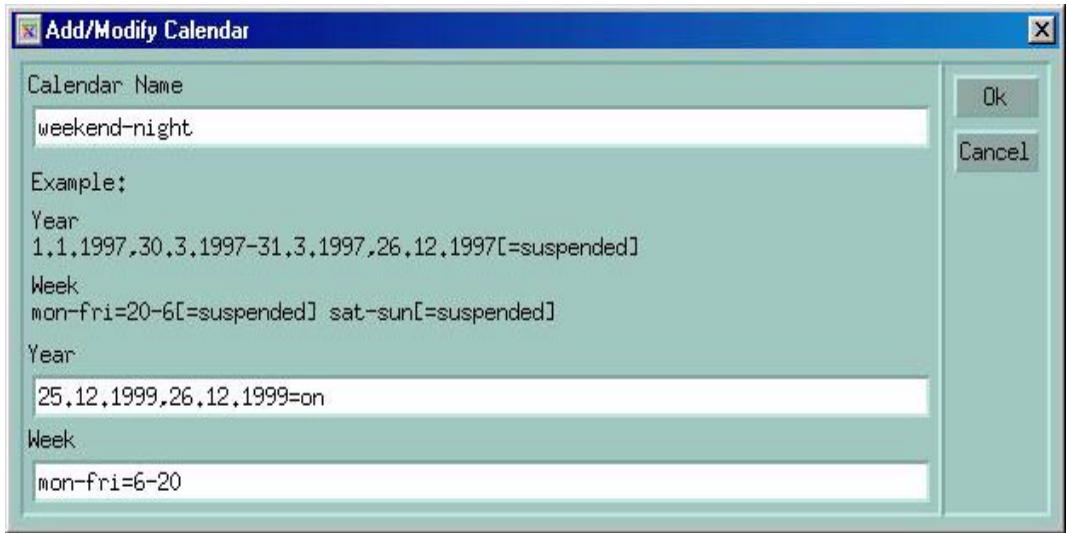 Add/Modify Calendar
Calendar Name
weekend-night
Ok
Cancel
Example:
Year
1.1.1997,30.3.1997-31.3.1997,26.12.1997[=suspended]
Week
mon-fri=20-6[=suspended] sat-sun[=suspended]
Year
25.12.1999,26.12.1999=on
Week
mon-fri=6-20